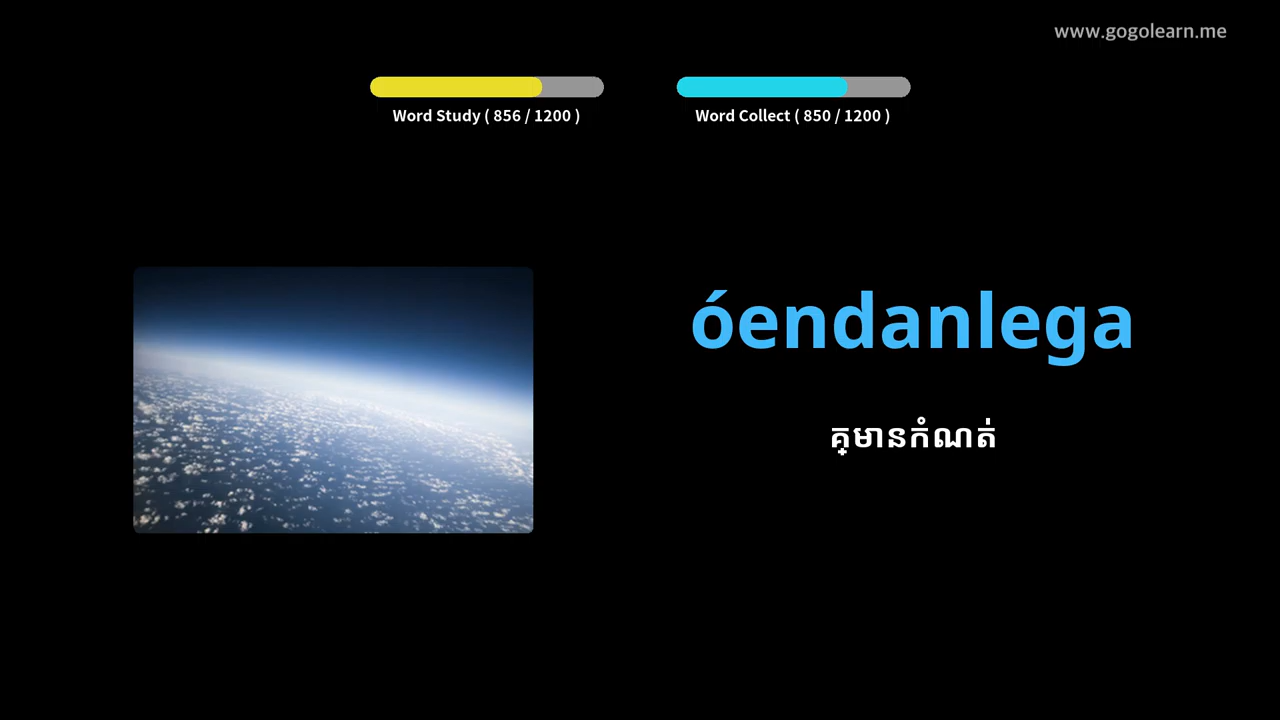 www.gogolearn.me
Word Study ( 856 / 1200 )
Word Collect ( 850 / 1200 )
óendanlega
គ្មានកំណត់